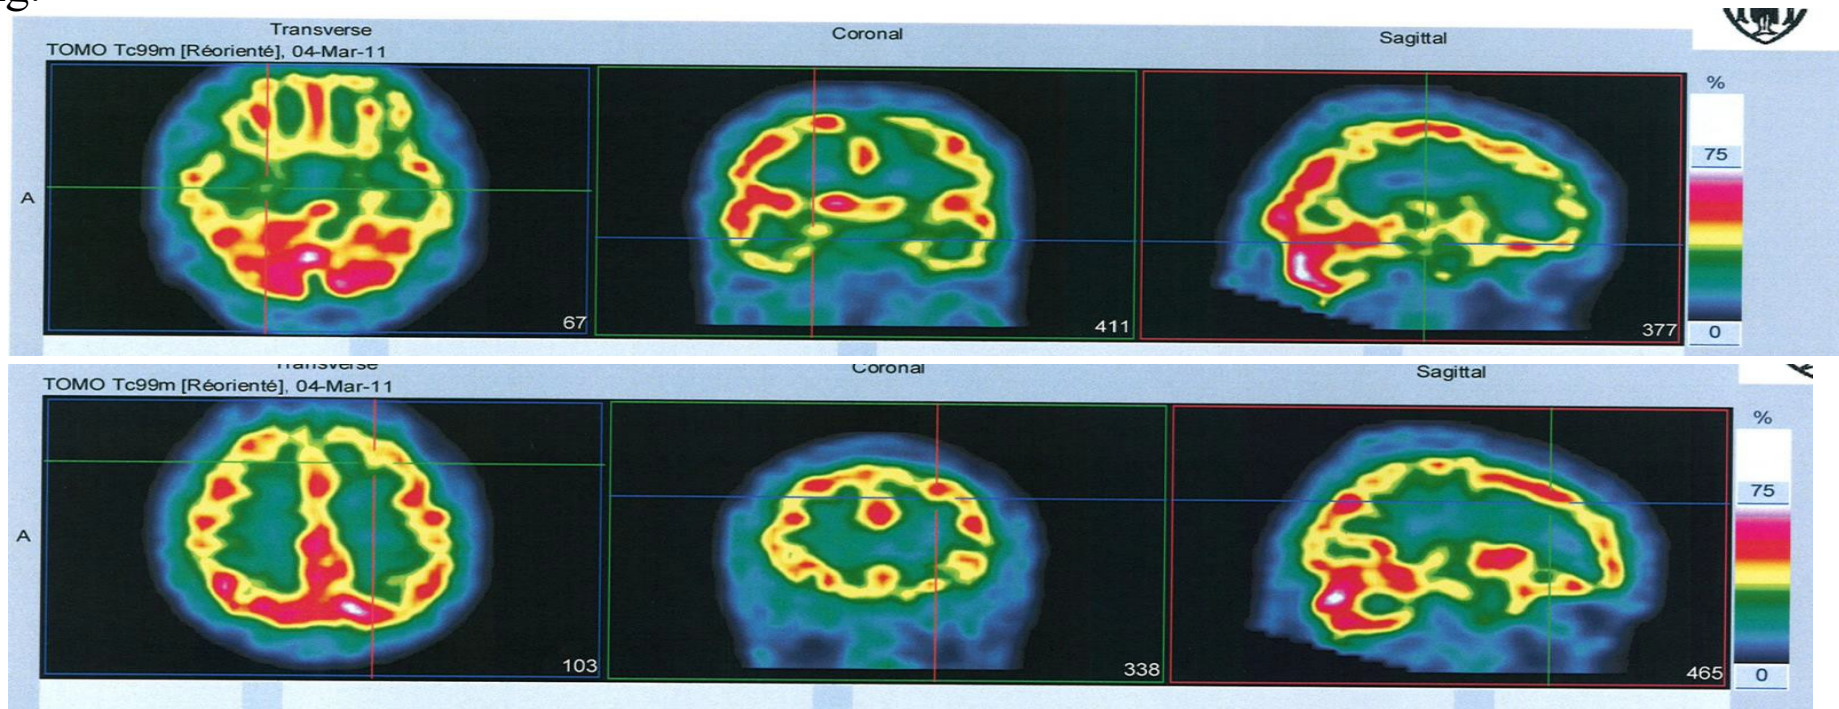 g.
Transverse
Coronal
Sagittal
TOMO Tc99m [Réorienté], 04-Mar-11
%
75
A
0
67
411
377
Transverse
Coronal
Sagittal
TOMO Tc99m [Réorienté], 04-Mar-11
%
75
A
0
103
338
465